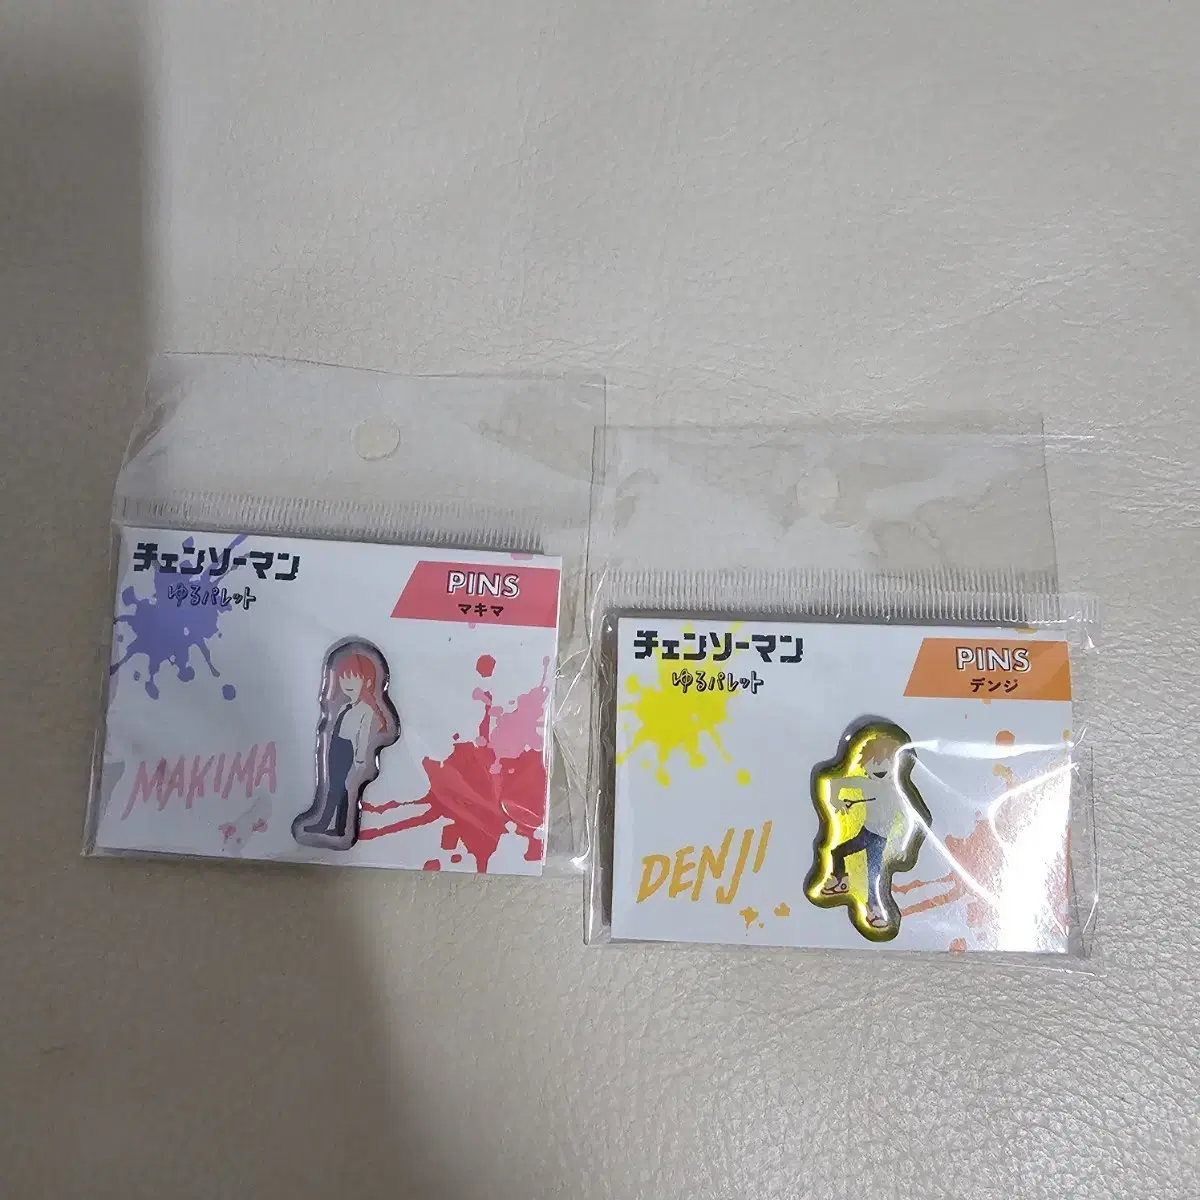 チェンソーマン
ゆるパレット
PINS
マキマ
MAKIMA
チェンソーマン
ゆるパレット
PINS
デンジ
DENJI